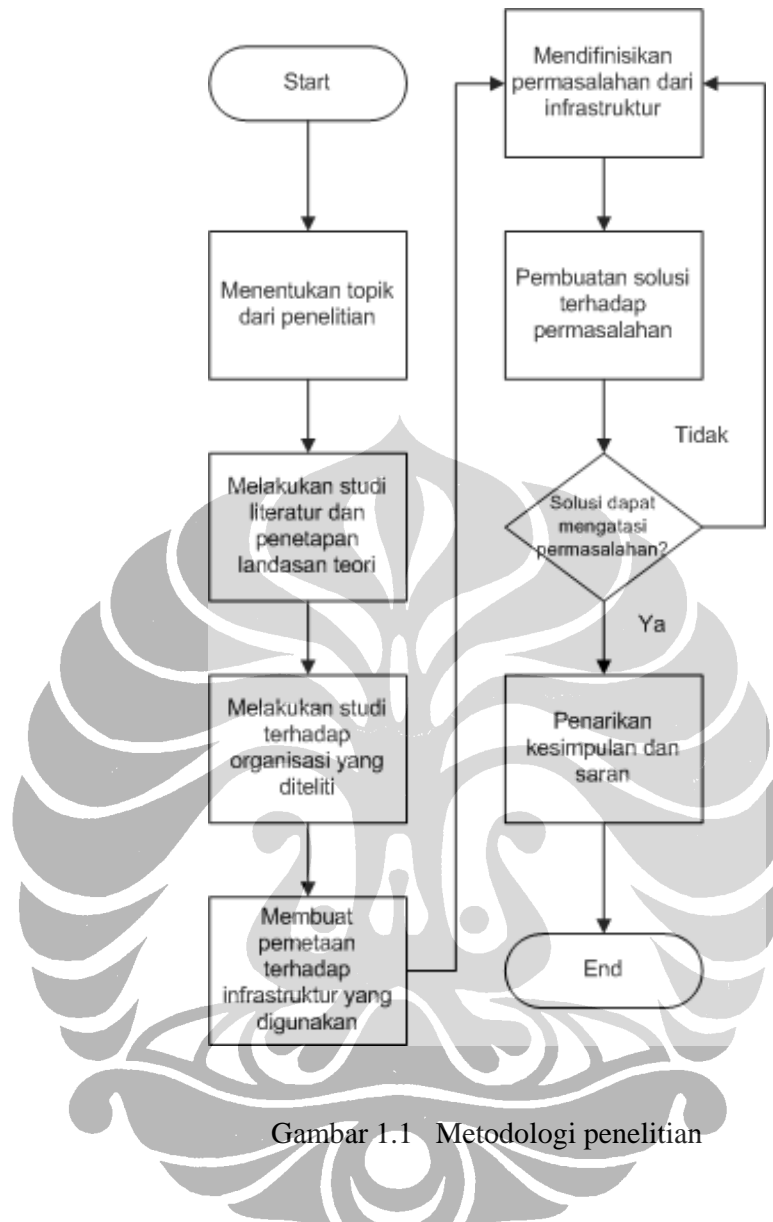 Start
Menentukan topik
dari penelitian
Melakukan studi
literatur dan
penetapan
landasan teori
Melakukan studi
terhadap
organisasi yang
diteliti
Membuat
pemetaan
terhadap
infrastruktur yang
digunakan
Mendifinisikan
permasalahan dari
infrastruktur
Pembuatan solusi
terhadap
permasalahan
Tidak
Solusi dapat
mengatasi
permasalahan?
Ya
Penarikan
kesimpulan dan
saran
End
Gambar 1.1 Metodologi penelitian